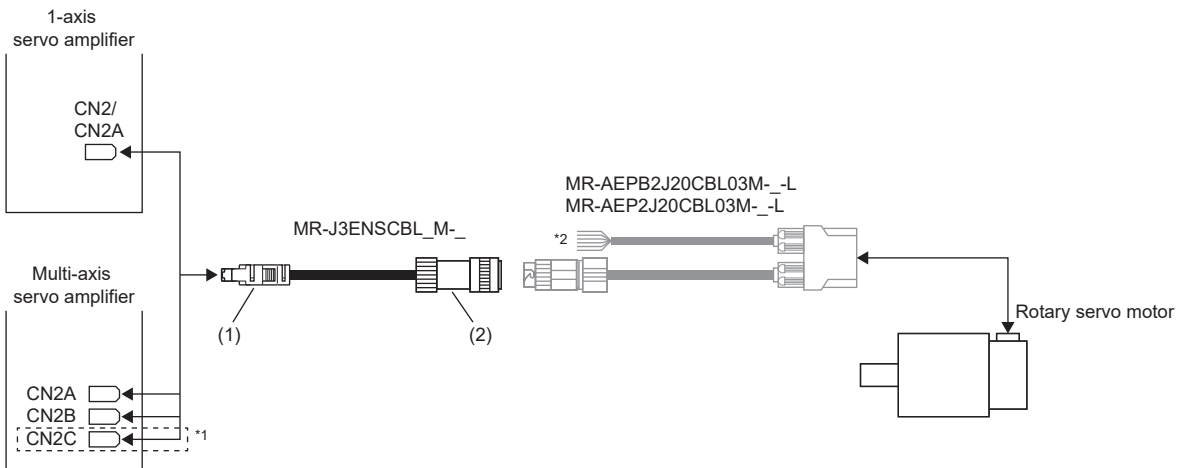 1-axis
servo amplifier
CN2/
CN2A
MR-AEPB2J20CBL03M-_-L
MR-AEP2J20CBL03M-_-L
MR-J3ENSCBL_M-_
*2
Multi-axis
servo amplifier
(1)
(2)
Rotary servo motor
CN2A
CN2B
CN2C
*1